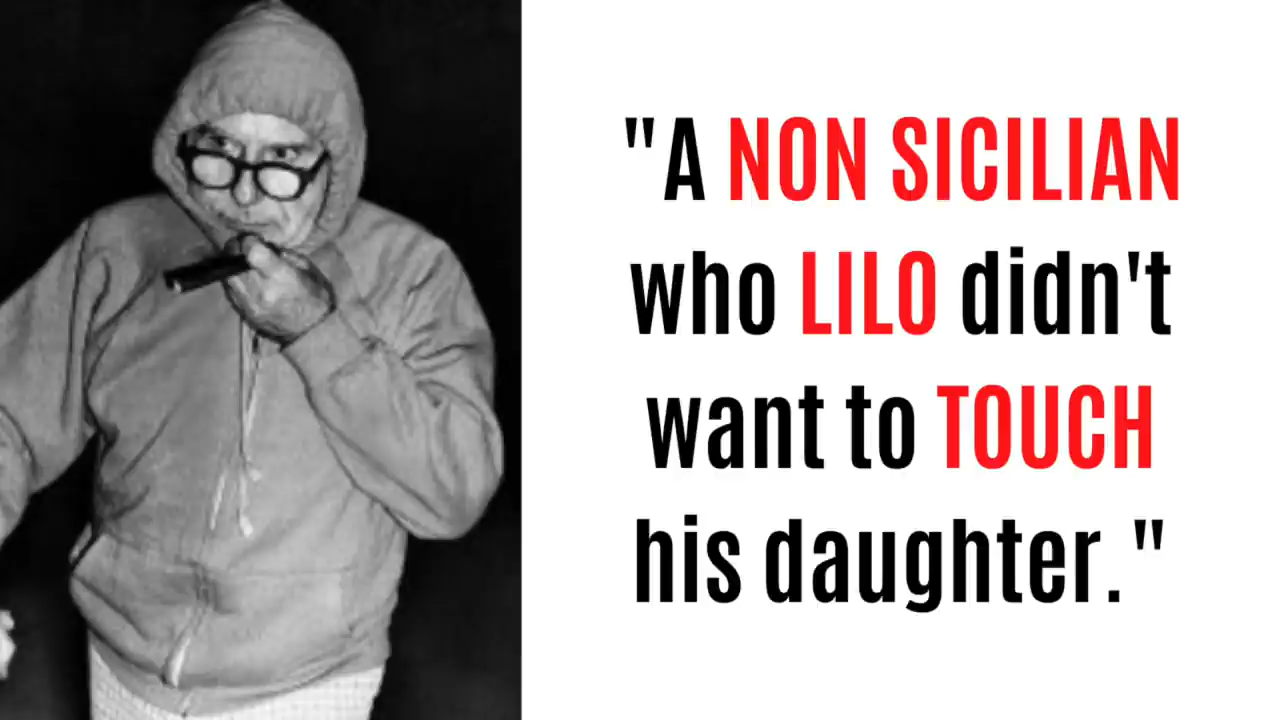 "A NON SICILIAN
who LILO didn't
want to TOUCH
his daughter."